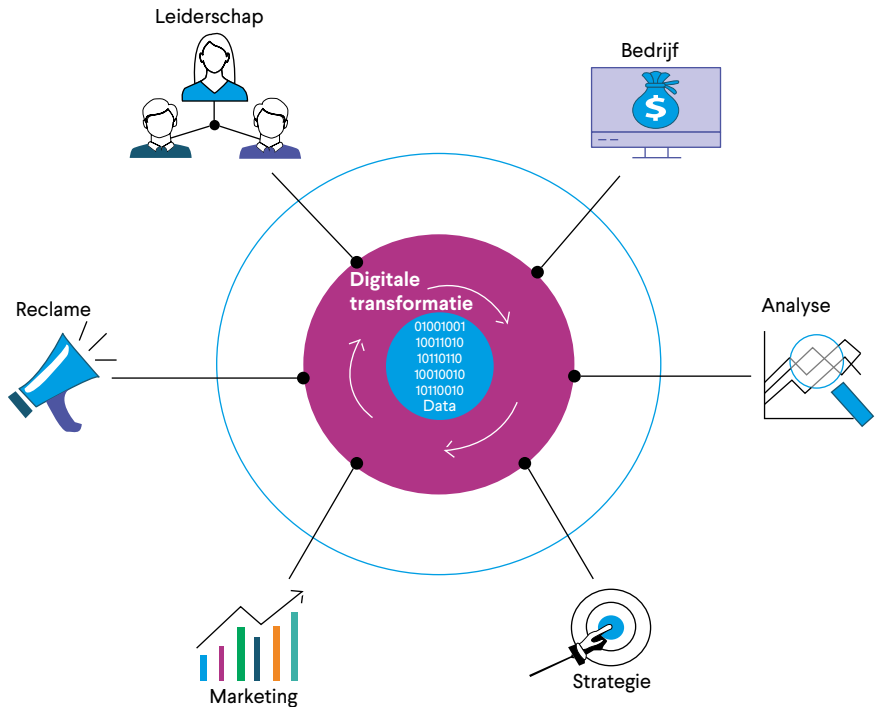 Leiderschap
Bedrijf
$
Reclame
Digitale
transformatie
Analyse
01001001
10011010
10110110
10010010
10110010
Data
Marketing
Strategie